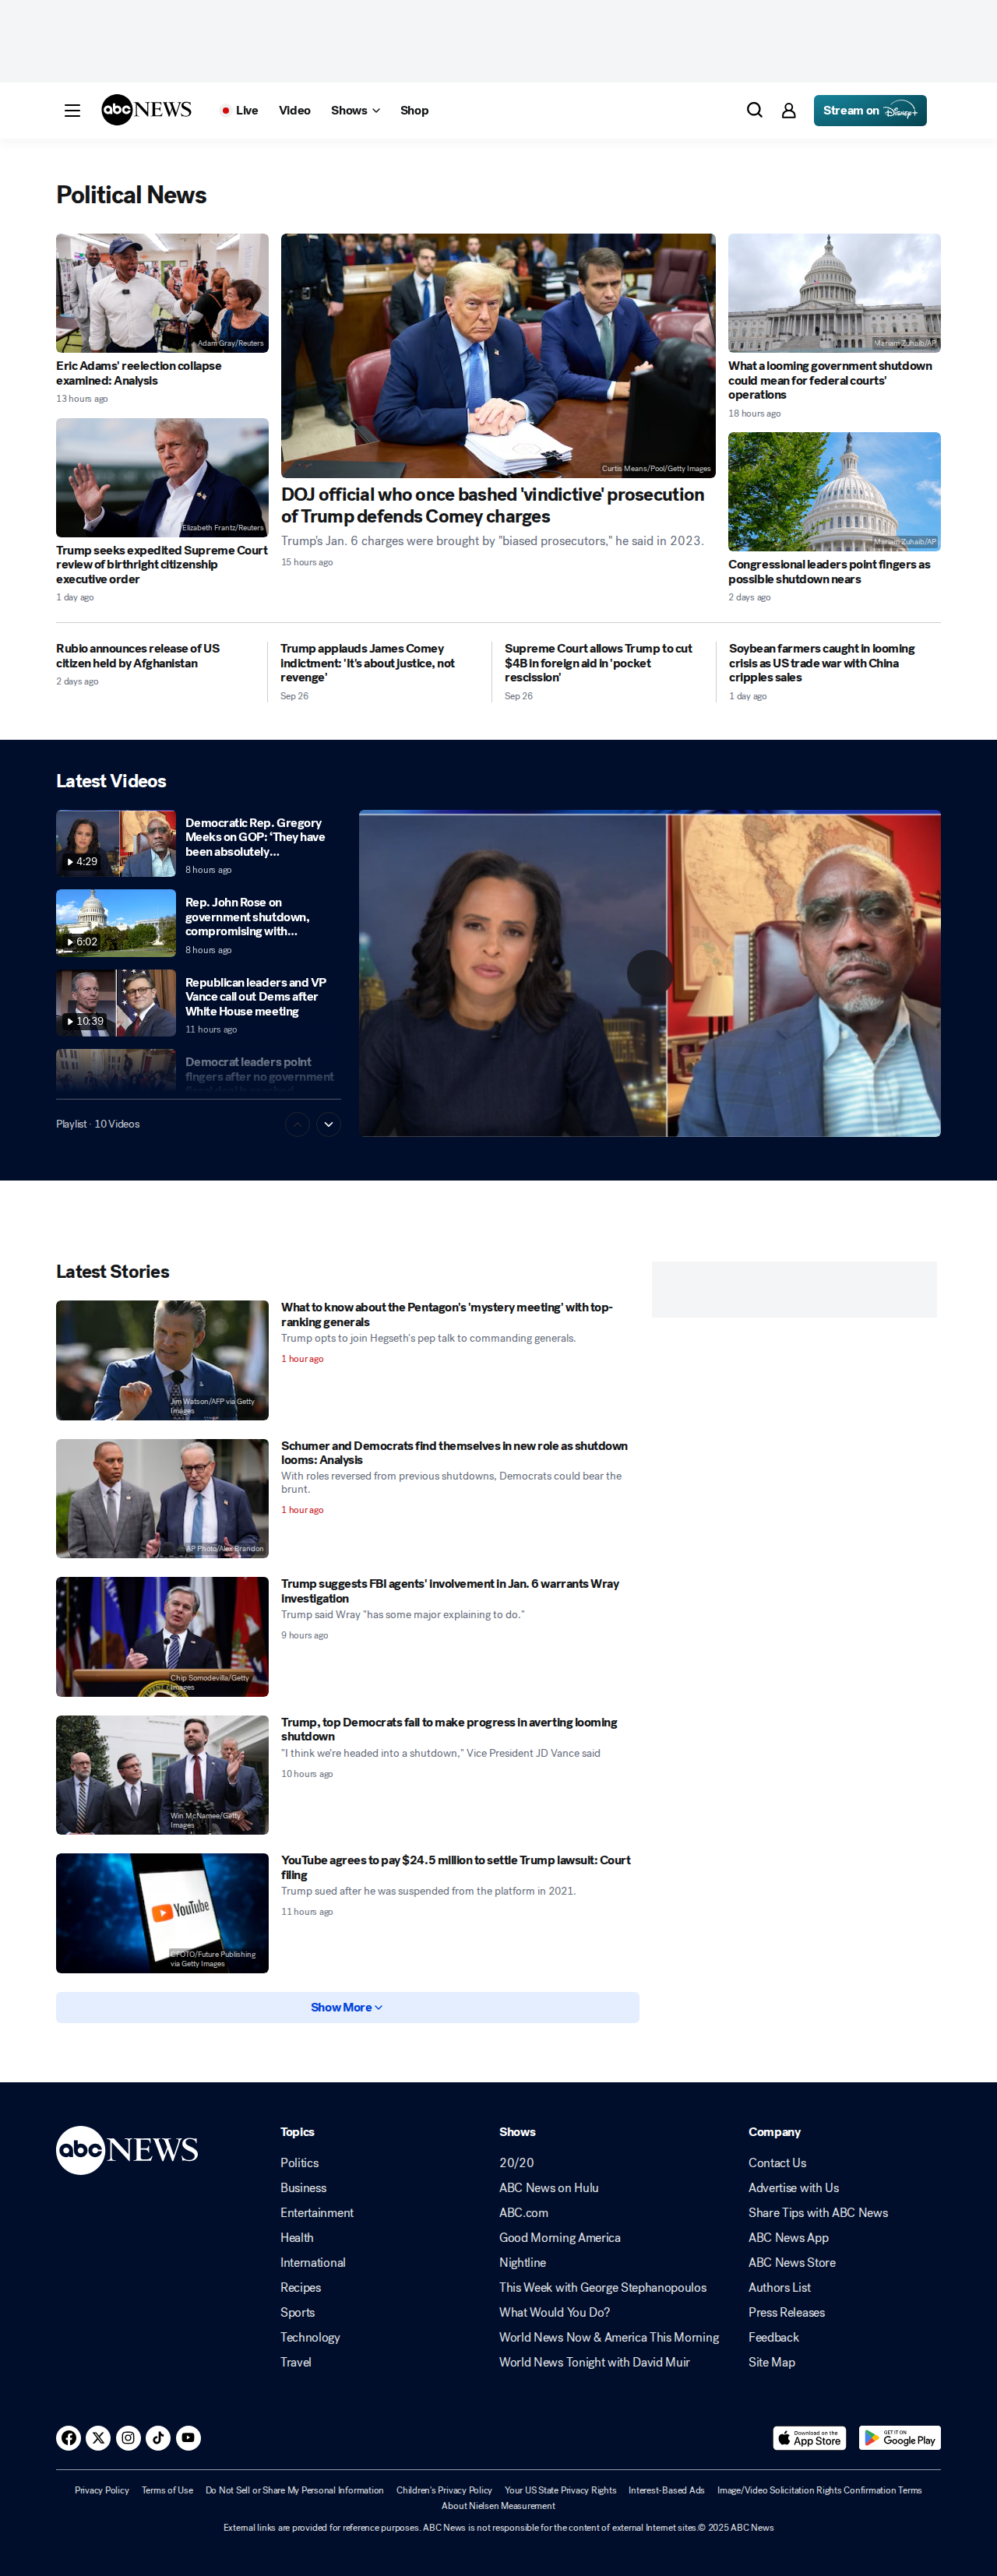 abc NEWS
Live
Video
Shows
Shop
Stream on Disney+
Political News
Adam Gray/Reuters
Eric Adams' reelection collapse
examined: Analysis
13 hours ago
Elizabeth Frantz/Reuters
Trump seeks expedited Supreme Court
review of birthright citizenship
executive order
1 day ago
Curtis Means/Pool/Getty Images
DOJ official who once bashed 'vindictive' prosecution
of Trump defends Comey charges
Trump's Jan. 6 charges were brought by "biased prosecutors," he said in 2023.
15 hours ago
Mariam Zuhaib/AP
What a looming government shutdown
could mean for federal courts'
operations
18 hours ago
Mariam Zuhaib/AP
Congressional leaders point fingers as
possible shutdown nears
2 days ago
Rubio announces release of US
citizen held by Afghanistan
2 days ago
Trump applauds James Comey
indictment: 'It's about justice, not
revenge'
Sep 26
Supreme Court allows Trump to cut
$4B in foreign aid in 'pocket
rescission'
Sep 26
Soybean farmers caught in looming
crisis as US trade war with China
cripples sales
1 day ago
Latest Videos
4:29
Democratic Rep. Gregory
Meeks on GOP: ‘They have
been absolutely...
8 hours ago
6:02
Rep. John Rose on
government shutdown,
compromising with...
8 hours ago
10:39
Republican leaders and VP
Vance call out Dems after
White House meeting
11 hours ago
Democrat leaders point
fingers after no government
Playlist · 10 Videos
Latest Stories
Jim Watson/AFP via Getty
Images
What to know about the Pentagon's 'mystery meeting' with top-
ranking generals
Trump opts to join Hegseth's pep talk to commanding generals.
1 hour ago
AP Photo/Alex Brandon
Schumer and Democrats find themselves in new role as shutdown
looms: Analysis
With roles reversed from previous shutdowns, Democrats could bear the
brunt.
1 hour ago
Chip Somodevilla/Getty
Images
Trump suggests FBI agents' involvement in Jan. 6 warrants Wray
investigation
Trump said Wray "has some major explaining to do."
9 hours ago
Win McNamee/Getty
Images
Trump, top Democrats fail to make progress in averting looming
shutdown
"I think we're headed into a shutdown," Vice President JD Vance said
10 hours ago
YouTube
CFOTO/Future Publishing
via Getty Images
YouTube agrees to pay $24.5 million to settle Trump lawsuit: Court
filing
Trump sued after he was suspended from the platform in 2021.
11 hours ago
Show More
abc NEWS
Topics
Politics
Business
Entertainment
Health
International
Recipes
Sports
Technology
Travel
Shows
20/20
ABC News on Hulu
ABC.com
Good Morning America
Nightline
This Week with George Stephanopoulos
What Would You Do?
World News Now & America This Morning
World News Tonight with David Muir
Company
Contact Us
Advertise with Us
Share Tips with ABC News
ABC News App
ABC News Store
Authors List
Press Releases
Feedback
Site Map
Download on the
App Store
GET IT ON
Google Play
Privacy Policy
Terms of Use
Do Not Sell or Share My Personal Information
Children's Privacy Policy
Your US State Privacy Rights
Interest-Based Ads
Image/Video Solicitation Rights Confirmation Terms
About Nielsen Measurement
External links are provided for reference purposes. ABC News is not responsible for the content of external Internet sites.© 2025 ABC News